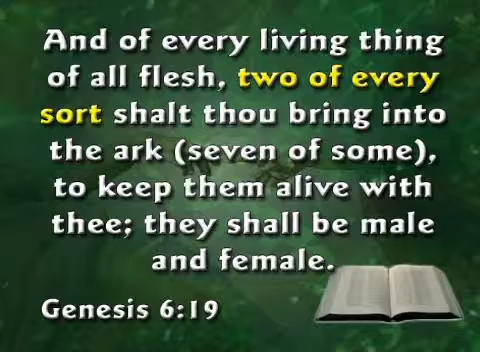 And of every living thing
of all flesh, two of every
sort shalt thou bring into
the ark (seven of some),
to keep them alive with
thee; they shall be male
and female.
Genesis 6:19